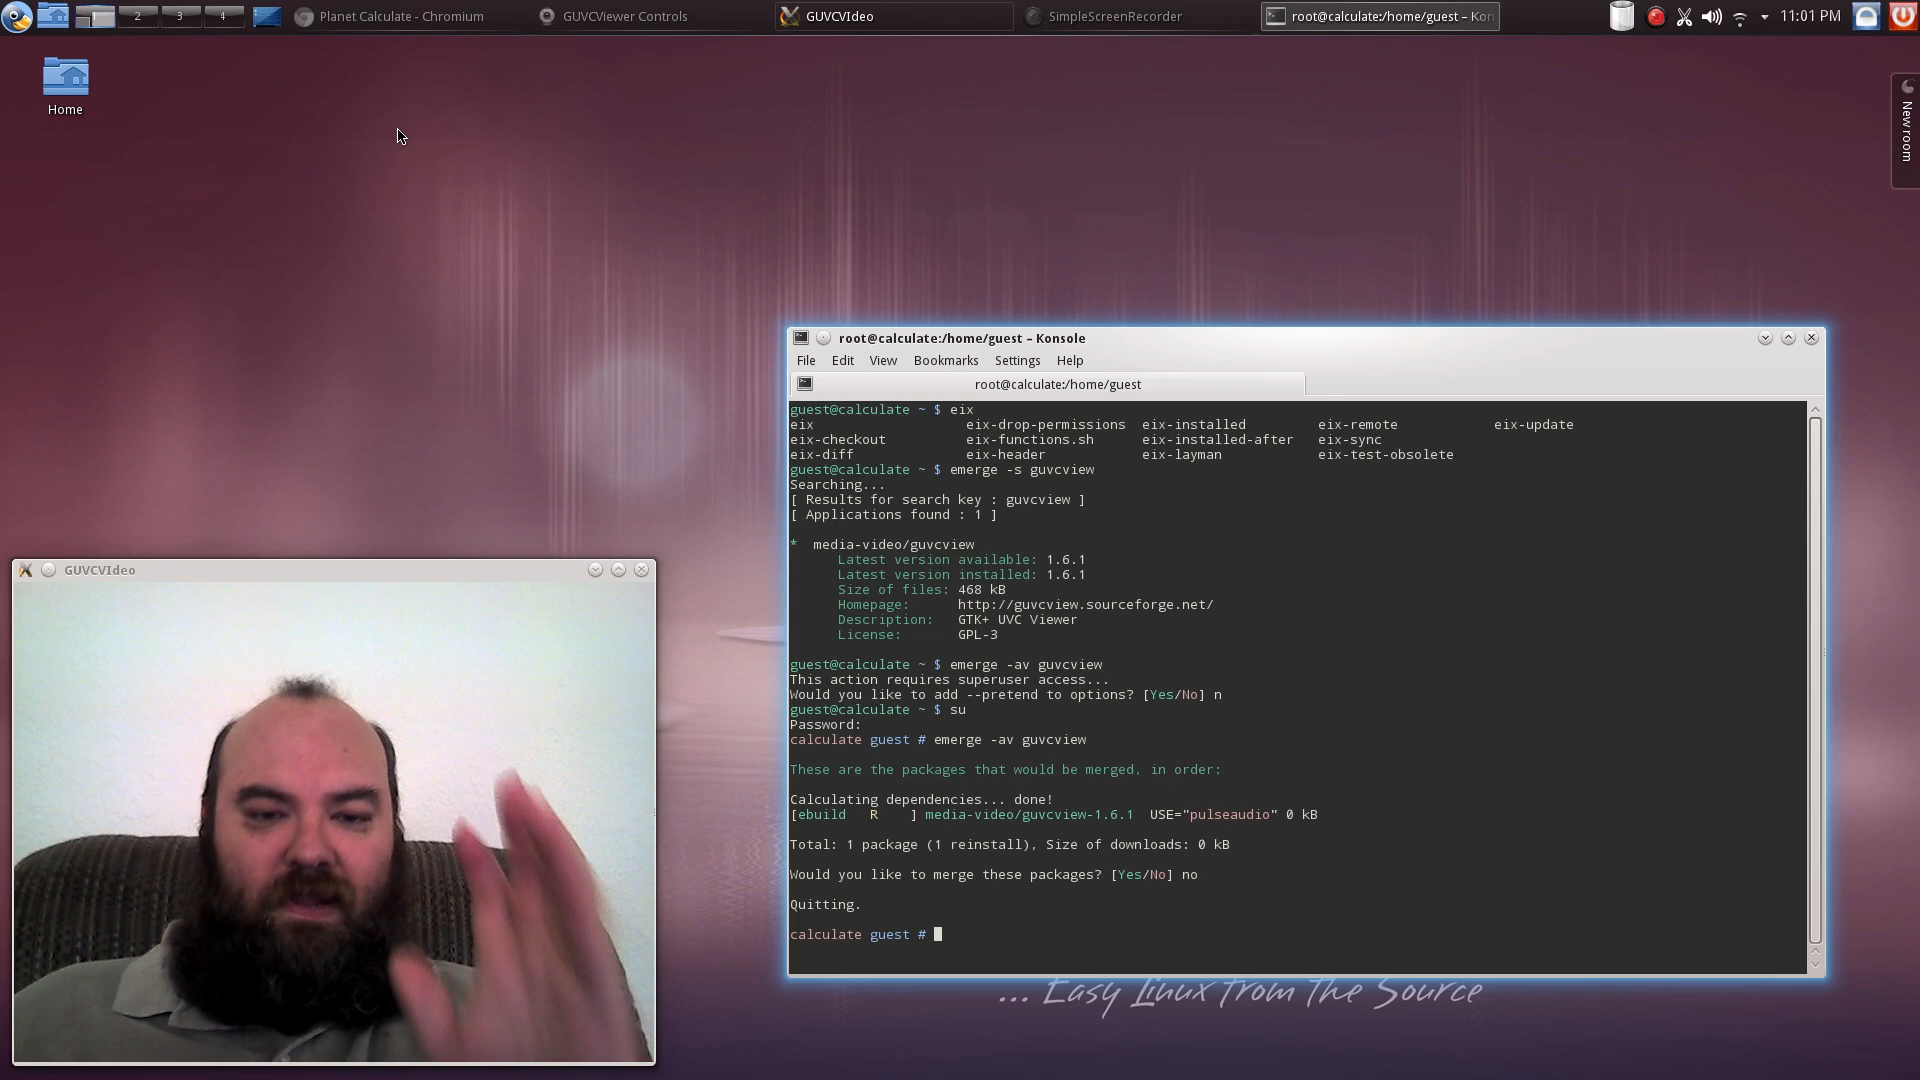 1
2
3
4
Planet Calculate - Chromium
GUVCViewer Controls
GUVCVIdeo
SimpleScreenRecorder
root@calculate:/home/guest – Kon
11:01 PM
Home
New room
root@calculate:/home/guest – Konsole
File Edit View Bookmarks Settings Help
root@calculate:/home/guest
guest@calculate ~ $ eix
eix eix-drop-permissions eix-installed eix-remote eix-update
eix-checkout eix-functions.sh eix-installed-after eix-sync
eix-diff eix-header eix-layman eix-test-obsolete
guest@calculate ~ $ emerge -s guvcview
Searching...
[ Results for search key : guvcview ]
[ Applications found : 1 ]
* media-video/guvcview
Latest version available: 1.6.1
Latest version installed: 1.6.1
Size of files: 468 kB
Homepage: http://guvcview.sourceforge.net/
Description: GTK+ UVC Viewer
License: GPL-3
guest@calculate ~ $ emerge -av guvcview
This action requires superuser access...
Would you like to add --pretend to options? [Yes/No] n
guest@calculate ~ $ su
Password:
calculate guest # emerge -av guvcview
These are the packages that would be merged, in order:
Calculating dependencies... done!
[ebuild R ] media-video/guvcview-1.6.1 USE="pulseaudio" 0 kB
Total: 1 package (1 reinstall), Size of downloads: 0 kB
Would you like to merge these packages? [Yes/No] no
Quitting.
calculate guest #
GUVCVIdeo
... Easy Linux from the Source